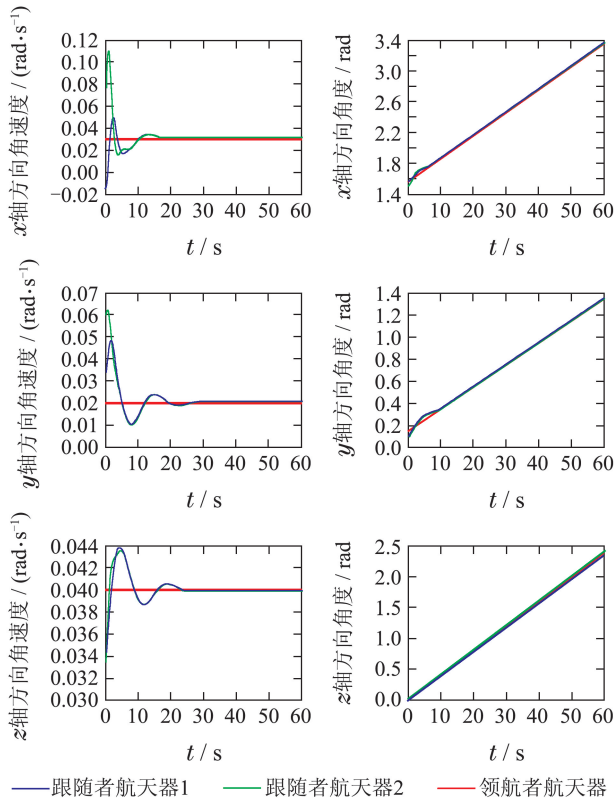 x轴方向角速度 / (rad·s⁻¹)
0.12
0.10
0.08
0.06
0.04
0.02
0.00
−0.02
0 10 20 30 40 50 60
t / s
x轴方向角度 / rad
3.4
3.0
2.6
2.2
1.8
1.4
0 10 20 30 40 50 60
t / s
y轴方向角速度 / (rad·s⁻¹)
0.07
0.06
0.05
0.04
0.03
0.02
0.01
0.00
0 10 20 30 40 50 60
t / s
y轴方向角度 / rad
1.4
1.2
1.0
0.8
0.6
0.4
0.2
0
0 10 20 30 40 50 60
t / s
z轴方向角速度 / (rad·s⁻¹)
0.044
0.042
0.040
0.038
0.036
0.034
0.032
0.030
0 10 20 30 40 50 60
t / s
z轴方向角度 / rad
2.5
2.0
1.5
1.0
0.5
0.0
0 10 20 30 40 50 60
t / s
跟随者航天器1 跟随者航天器2 领航者航天器